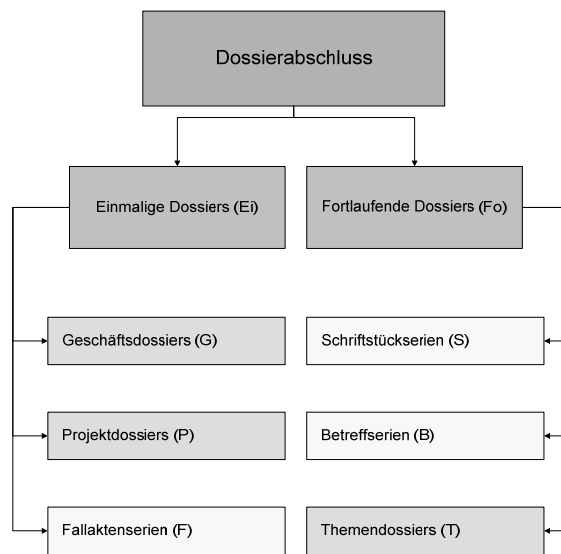 Dossierabschluss
Einmalige Dossiers (Ei)
Fortlaufende Dossiers (Fo)
Geschäftsdossiers (G)
Schriftstückserien (S)
Projektdossiers (P)
Betreffserien (B)
Fallaktenserien (F)
Themendossiers (T)